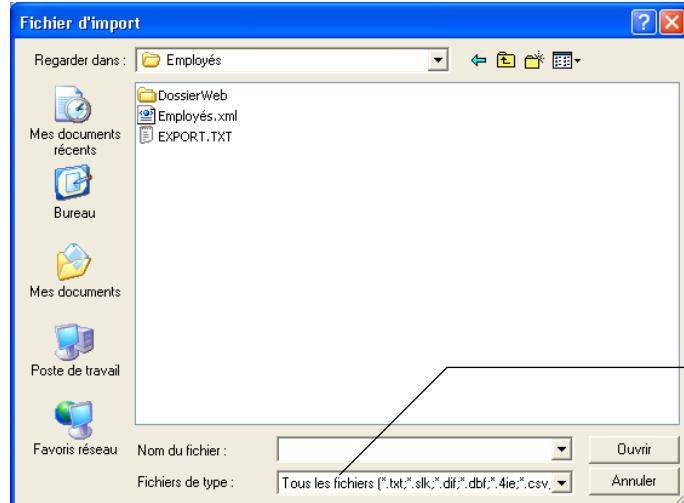 Fichier d'impor
Regarder dans :
Employés
DossierWeb
Employés.xml
EXPORT.TXT
Mes documents
récents
Bureau
Mes documents
Poste de travail
Favoris réseau
Nom du fichier :
Ouvrir
Fichiers de type :
Tous les fichiers (*.txt;*.slk;*.dif;*.dbf;*.4ie;*.csv,
Annuler